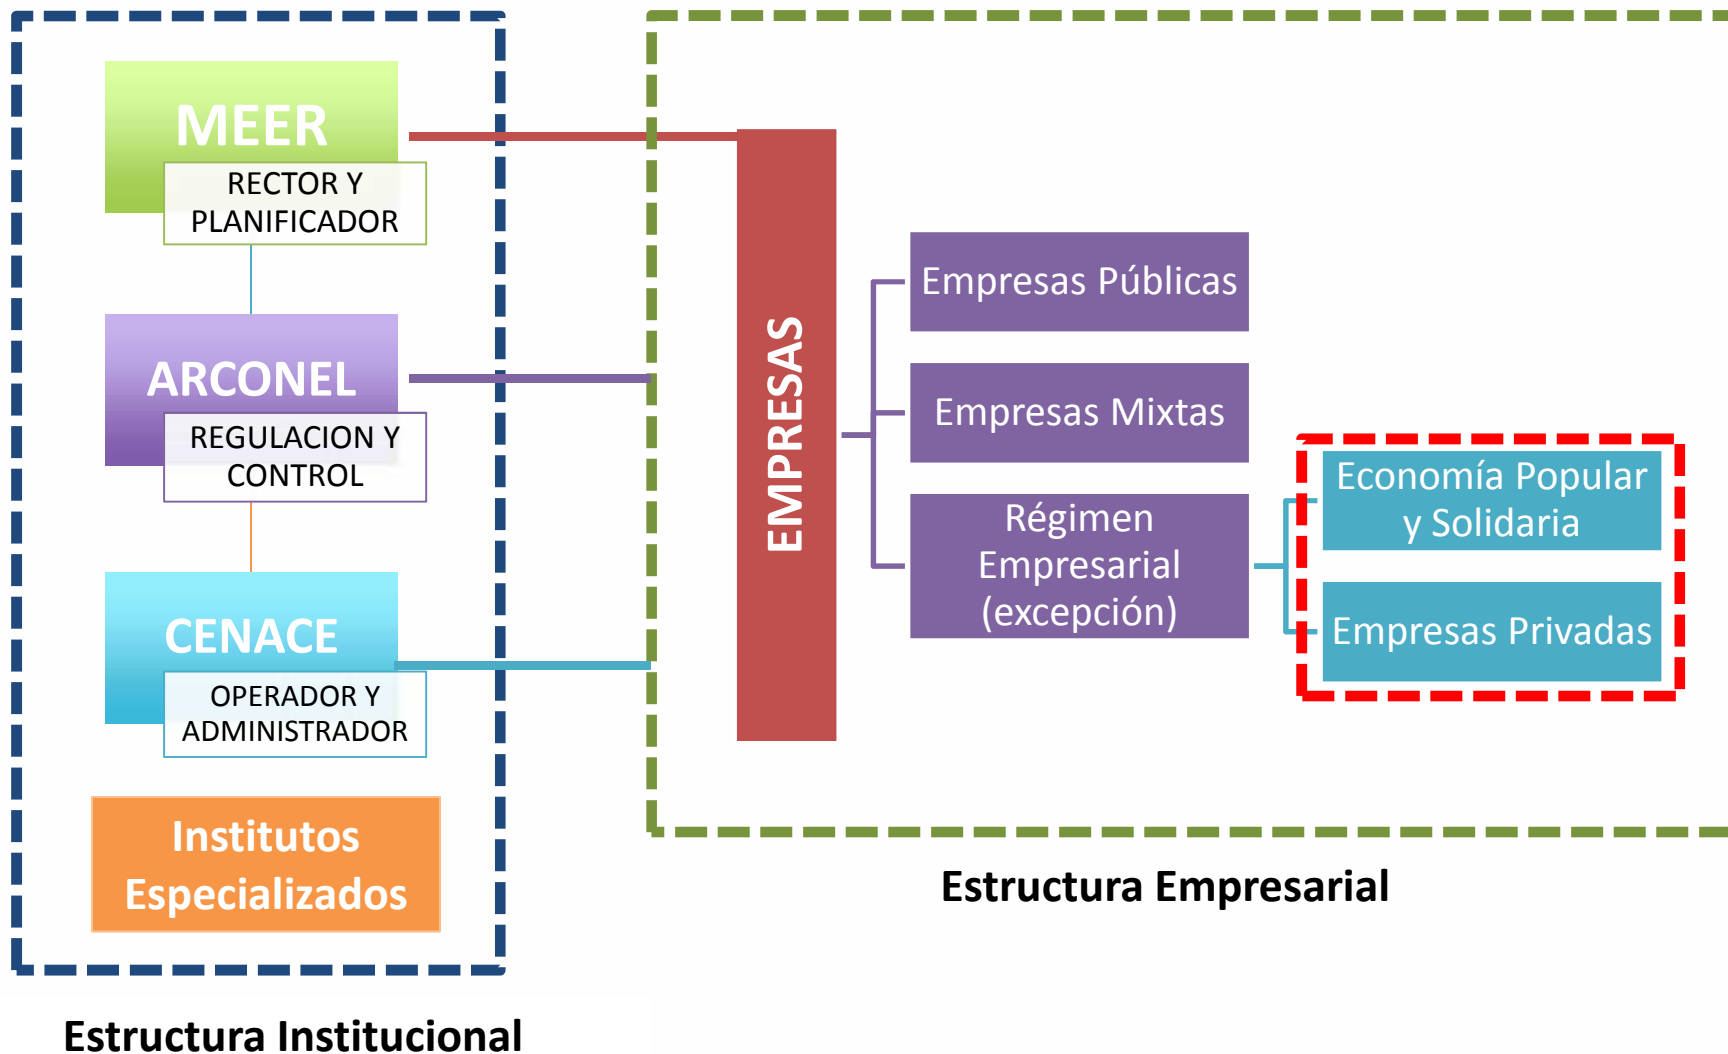 MEER
RECTOR Y
PLANIFICADOR
ARCONEL
REGULACION Y
CONTROL
CENACE
OPERADOR Y
ADMINISTRADOR
Institutos
Especializados
Estructura Institucional
EMPRESAS
Empresas Públicas
Empresas Mixtas
Régimen
Empresarial
(excepción)
Economía Popular
y Solidaria
Empresas Privadas
Estructura Empresarial